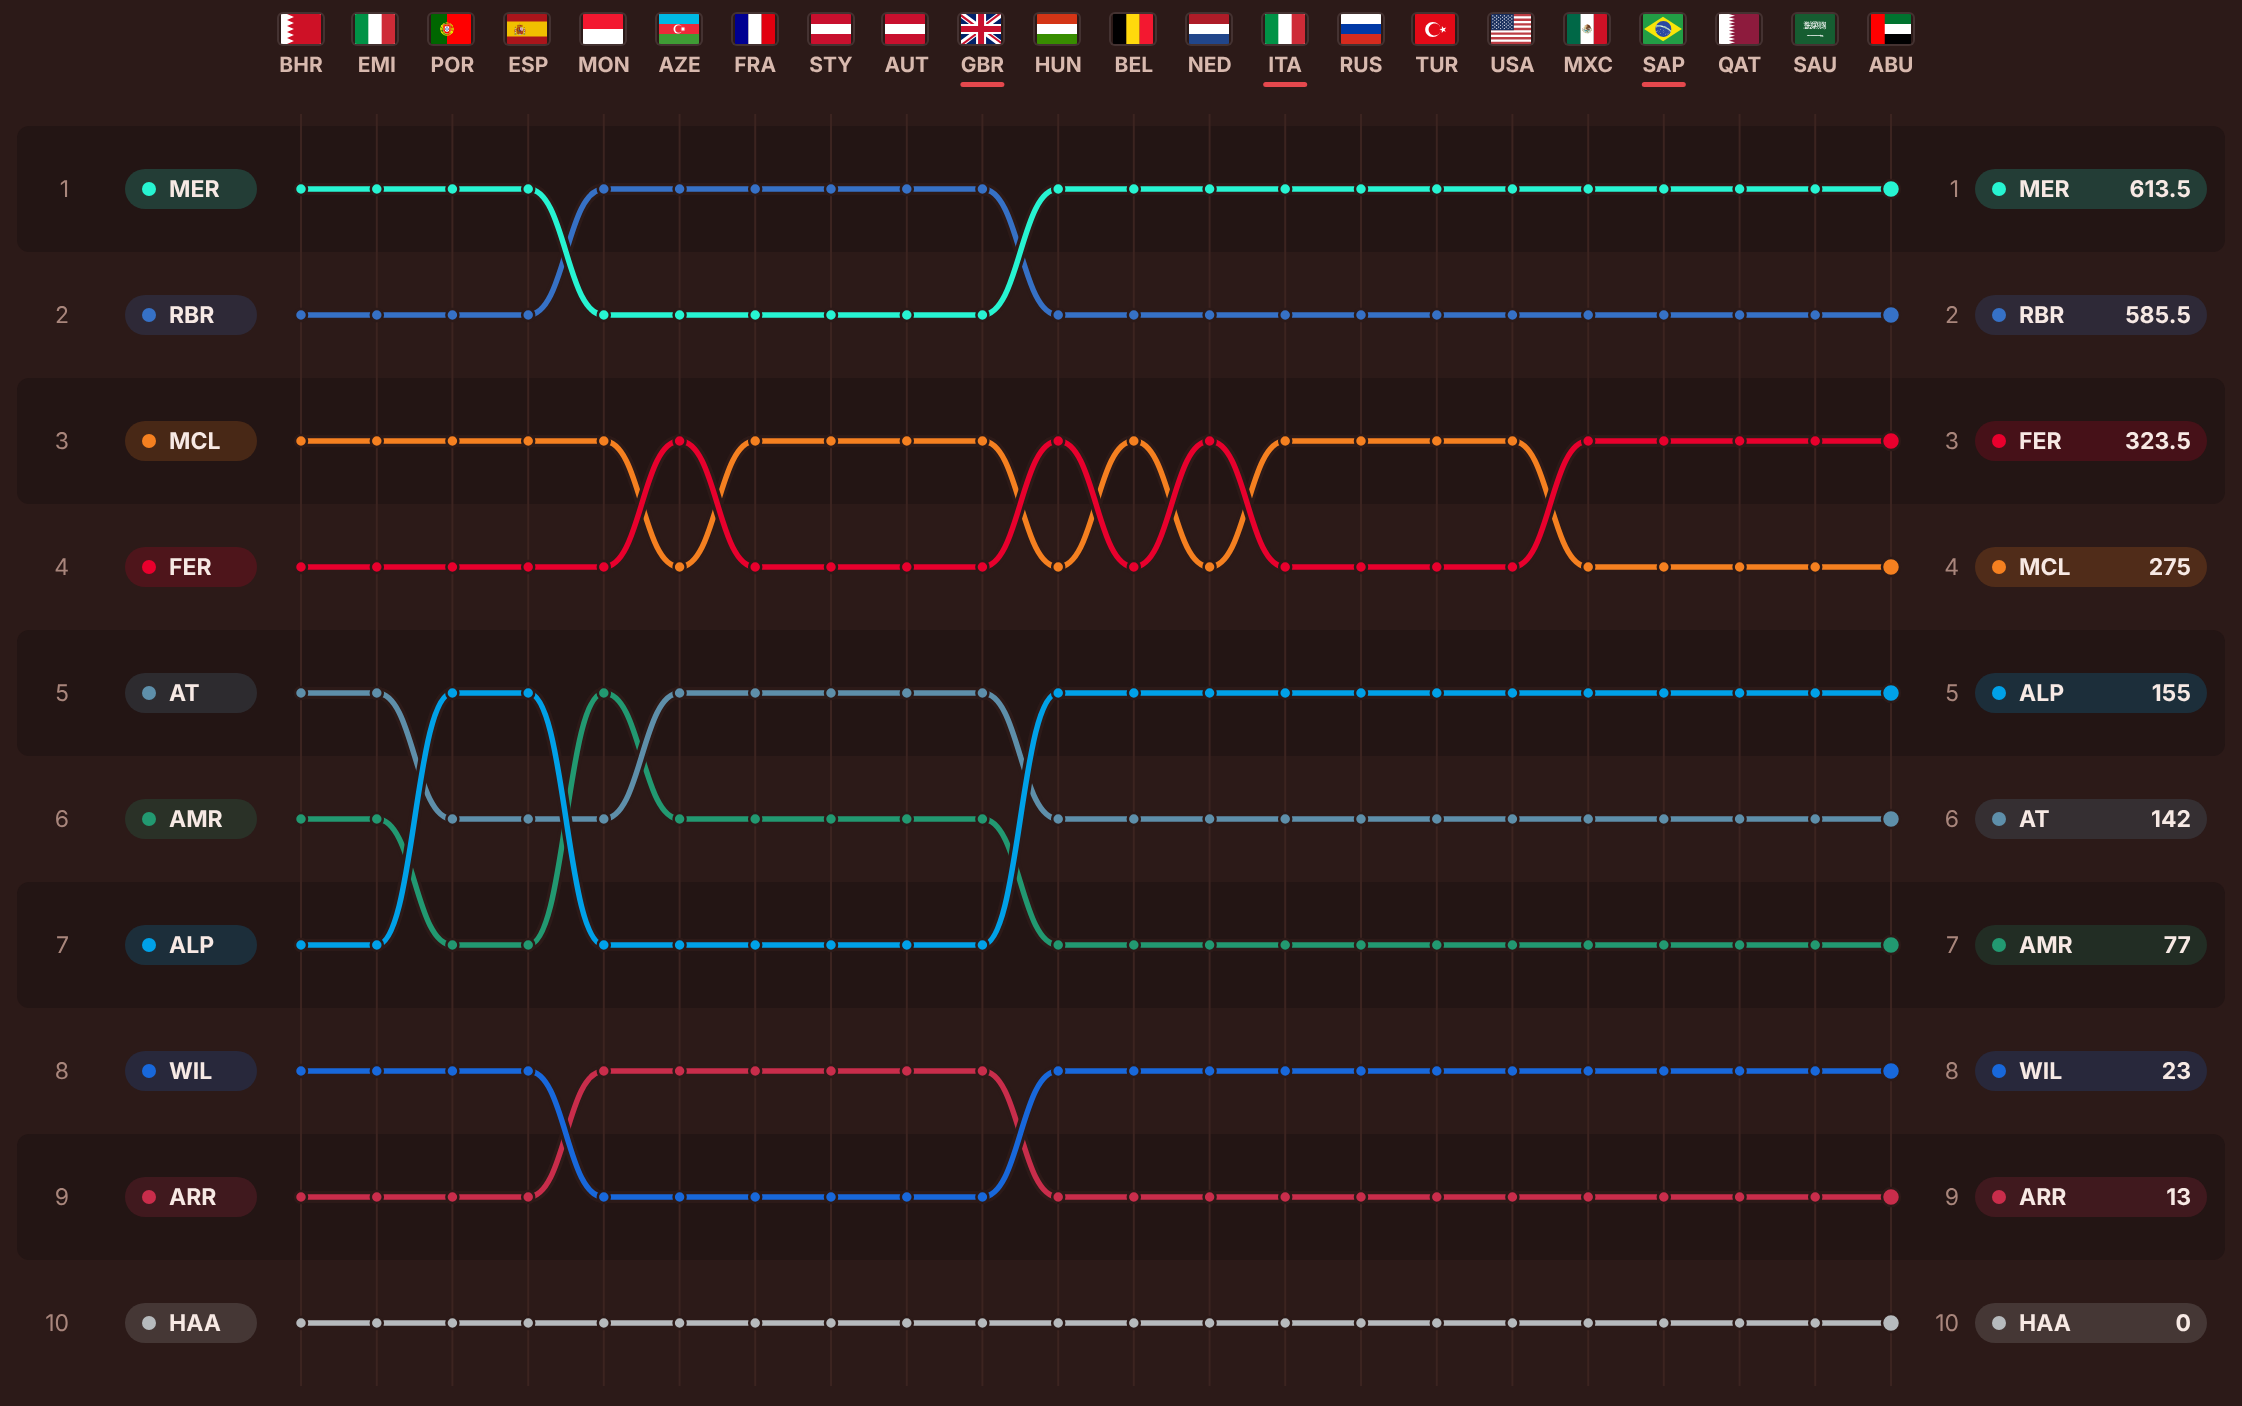 BHR EMI POR ESP MON AZE FRA STY AUT GBR HUN BEL NED ITA RUS TUR USA MXC SAP QAT SAU ABU
1 MER 1 MER 613.5
2 RBR 2 RBR 585.5
3 MCL 3 FER 323.5
4 FER 4 MCL 275
5 AT 5 ALP 155
6 AMR 6 AT 142
7 ALP 7 AMR 77
8 WIL 8 WIL 23
9 ARR 9 ARR 13
10 HAA 10 HAA 0